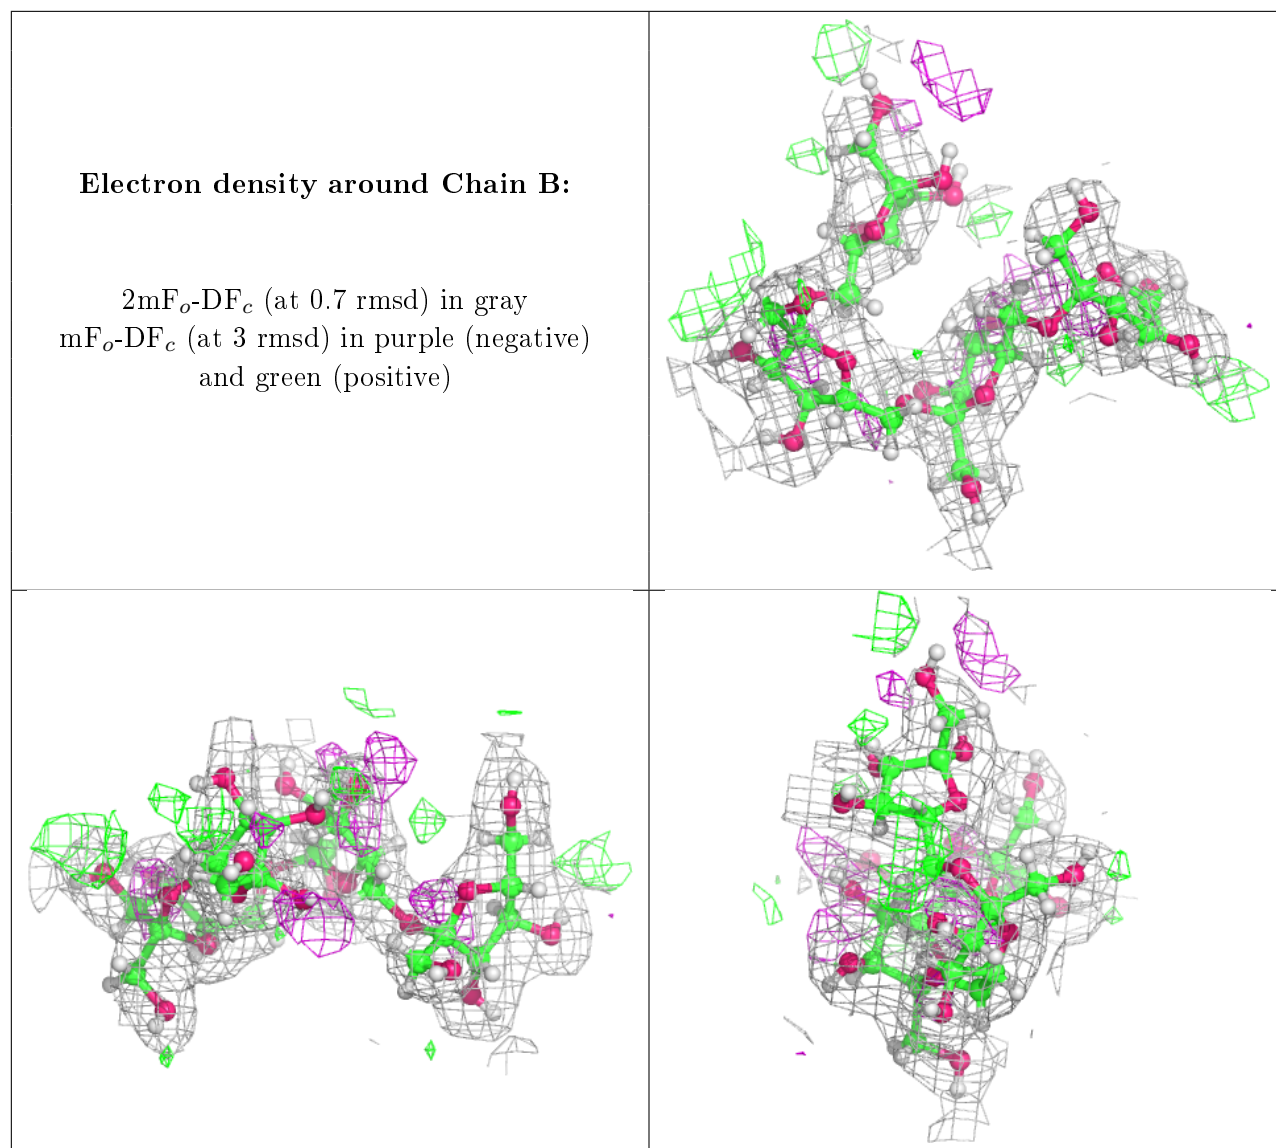 Electron density around Chain B:
2mFo-DFc (at 0.7 rmsd) in gray
mFo-DFc (at 3 rmsd) in purple (negative)
and green (positive)